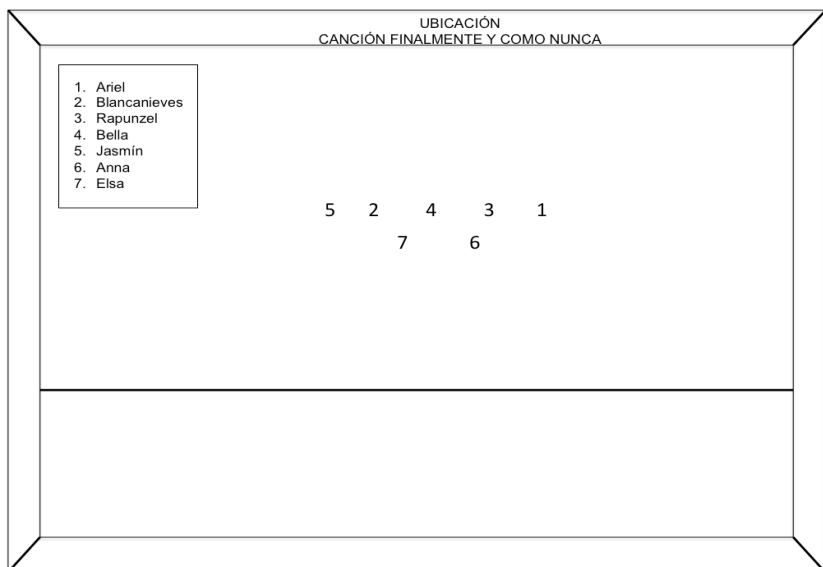 UBICACIÓN
CANCIÓN FINALMENTE Y COMO NUNCA
1. Ariel
2. Blancanieves
3. Rapunzel
4. Bella
5. Jasmín
6. Anna
7. Elsa
5 2 4 3 1
7 6